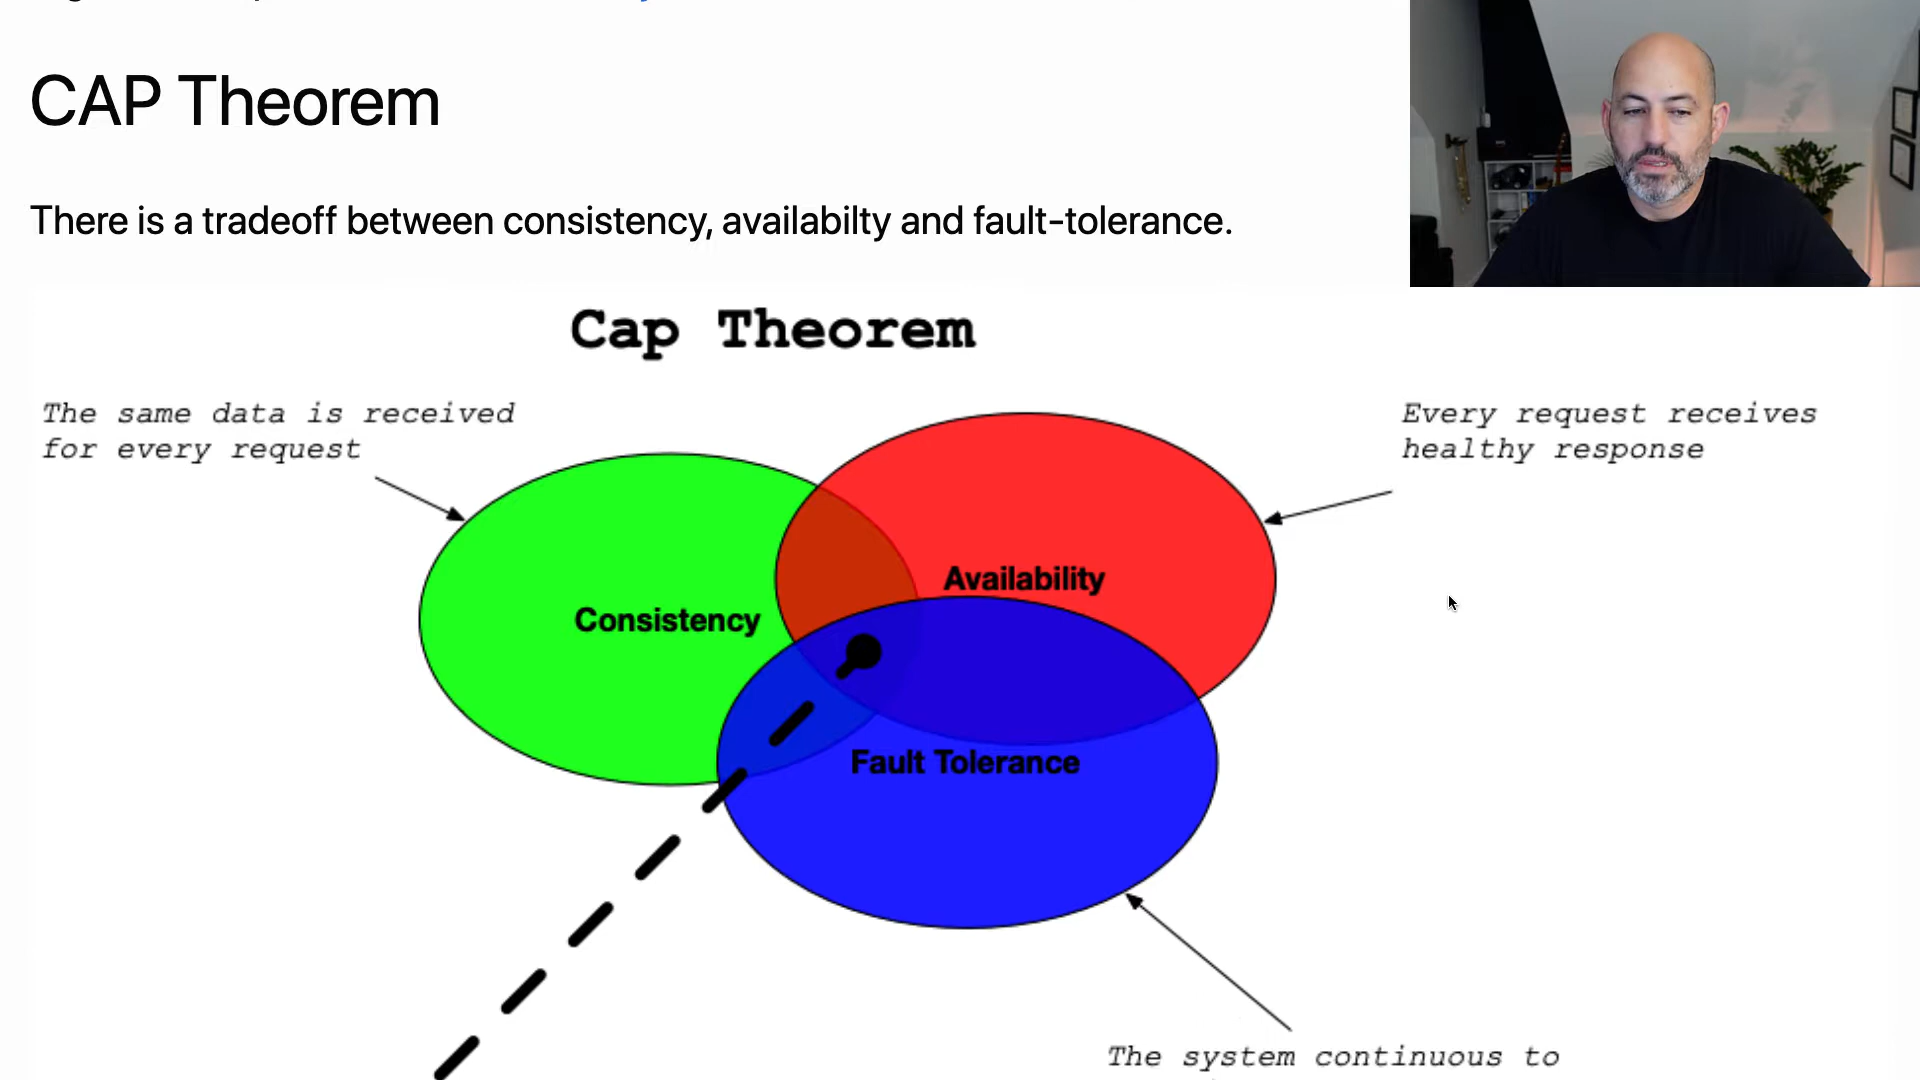 CAP Theorem
There is a tradeoff between consistency, availabilty and fault-tolerance.
Cap Theorem
The same data is received
for every request
Every request receives
healthy response
Availability
Consistency
Fault Tolerance
The system continuous to